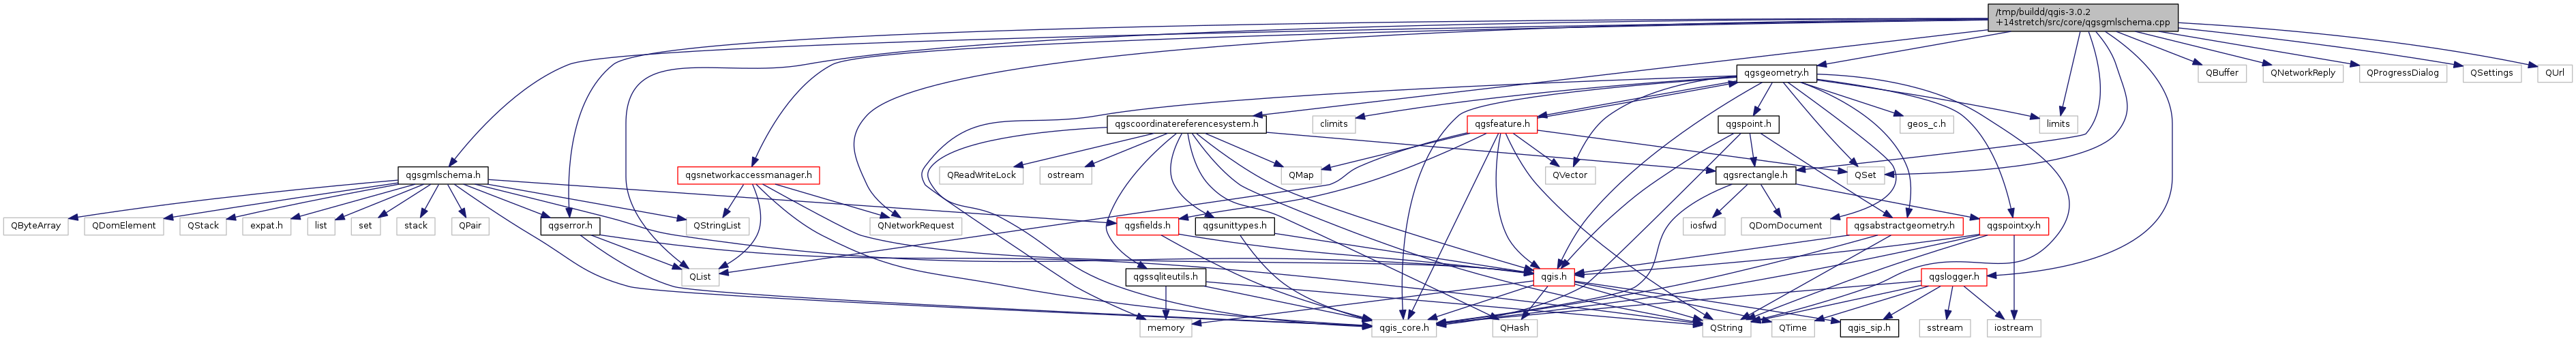 /tmp/buildd/qgis-3.0.2
+14stretch/src/core/qgsgmlschema.cpp
qgsgeometry.h
QBuffer
QNetworkReply
QProgressDialog
QSettings
QUrl
qgscoordinatereferencesystem.h
climits
qgsfeature.h
qgspoint.h
geos_c.h
limits
qgsgmlschema.h
qgsnetworkaccessmanager.h
QReadWriteLock
ostream
QMap
QVector
qgsrectangle.h
QSet
QByteArray
QDomElement
QStack
expat.h
list
set
stack
QPair
qgserror.h
QStringList
QNetworkRequest
qgsfields.h
qgsunittypes.h
iosfwd
QDomDocument
qgsabstractgeometry.h
qgspointxy.h
QList
qgssqliteutils.h
qgis.h
qgslogger.h
memory
qgis_core.h
QHash
QString
QTime
qgis_sip.h
sstream
iostream